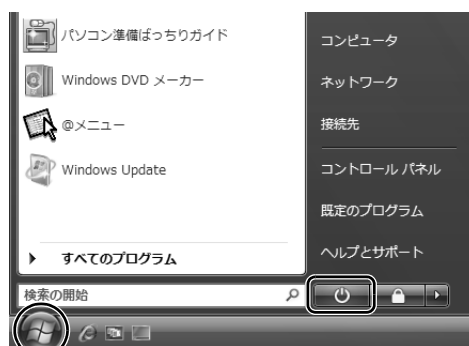 パソコン準備ばっちりガイド
Windows DVD メーカー
@メニュー
Windows Update
すべてのプログラム
検索の開始
コンピュータ
ネットワーク
接続先
コントロール パネル
既定のプログラム
ヘルプとサポート